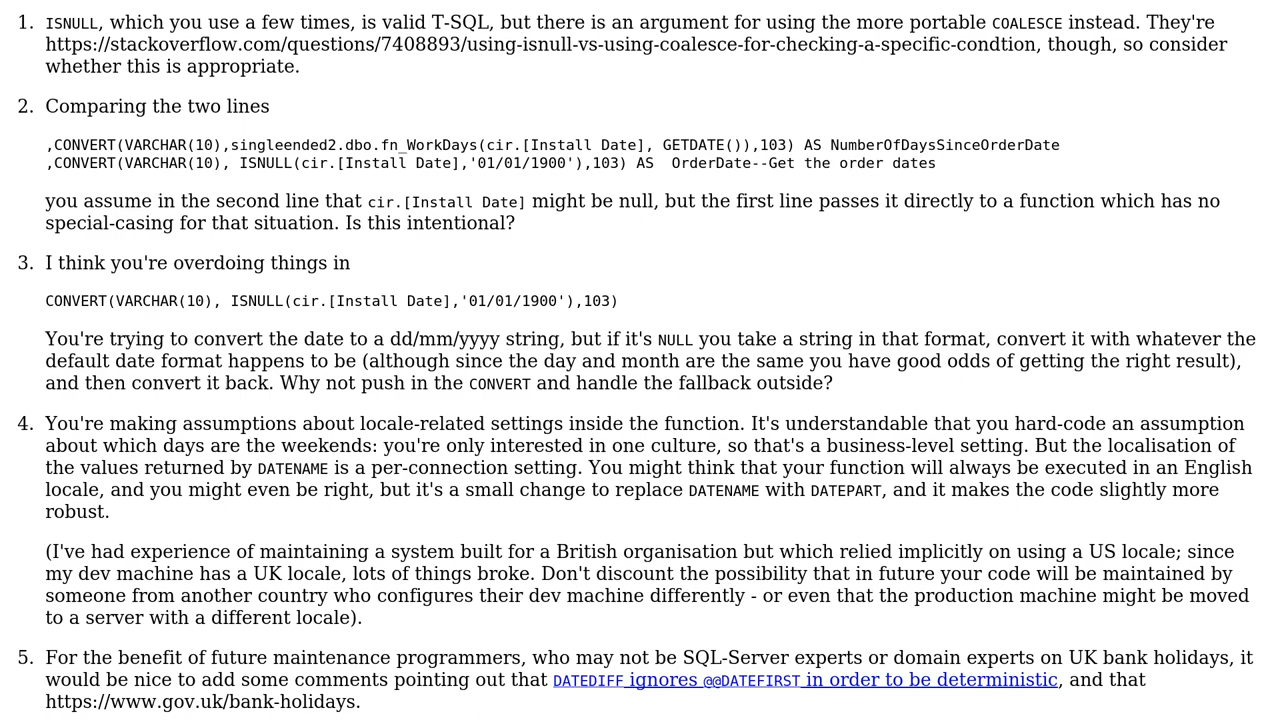 1. ISNULL, which you use a few times, is valid T-SQL, but there is an argument for using the more portable COALESCE instead. They're
https://stackoverflow.com/questions/7408893/using-isnull-vs-using-coalesce-for-checking-a-specific-condtion, though, so consider
whether this is appropriate.
2. Comparing the two lines
,CONVERT(VARCHAR(10),singleended2.dbo.fn_WorkDays(cir.[Install Date], GETDATE()),103) AS NumberOfDaysSinceOrderDate
,CONVERT(VARCHAR(10), ISNULL(cir.[Install Date],'01/01/1900'),103) AS  OrderDate--Get the order dates
you assume in the second line that cir.[Install Date] might be null, but the first line passes it directly to a function which has no
special-casing for that situation. Is this intentional?
3. I think you're overdoing things in
CONVERT(VARCHAR(10), ISNULL(cir.[Install Date],'01/01/1900'),103)
You're trying to convert the date to a dd/mm/yyyy string, but if it's NULL you take a string in that format, convert it with whatever the
default date format happens to be (although since the day and month are the same you have good odds of getting the right result),
and then convert it back. Why not push in the CONVERT and handle the fallback outside?
4. You're making assumptions about locale-related settings inside the function. It's understandable that you hard-code an assumption
about which days are the weekends: you're only interested in one culture, so that's a business-level setting. But the localisation of
the values returned by DATENAME is a per-connection setting. You might think that your function will always be executed in an English
locale, and you might even be right, but it's a small change to replace DATENAME with DATEPART, and it makes the code slightly more
robust.
(I've had experience of maintaining a system built for a British organisation but which relied implicitly on using a US locale; since
my dev machine has a UK locale, lots of things broke. Don't discount the possibility that in future your code will be maintained by
someone from another country who configures their dev machine differently - or even that the production machine might be moved
to a server with a different locale).
5. For the benefit of future maintenance programmers, who may not be SQL-Server experts or domain experts on UK bank holidays, it
would be nice to add some comments pointing out that DATEDIFF ignores @@DATEFIRST in order to be deterministic, and that
https://www.gov.uk/bank-holidays.